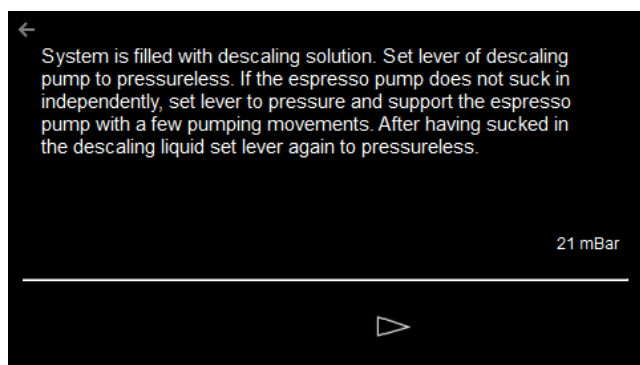 System is filled with descaling solution. Set lever of descaling
pump to pressureless. If the espresso pump does not suck in
independently, set lever to pressure and support the espresso
pump with a few pumping movements. After having sucked in
the descaling liquid set lever again to pressureless.
21 mBar